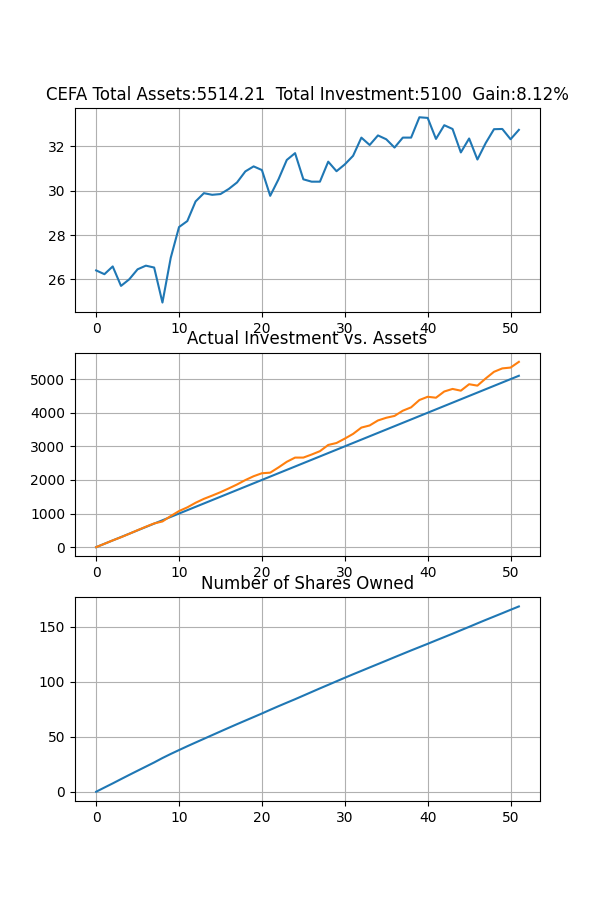 CEFA Total Assets:5514.21  Total Investment:5100  Gain:8.12%
32
30
28
26
0 10 20 30 40 50
Actual Investment vs. Assets
5000
4000
3000
2000
1000
0
0 10 20 30 40 50
Number of Shares Owned
150
100
50
0
0 10 20 30 40 50